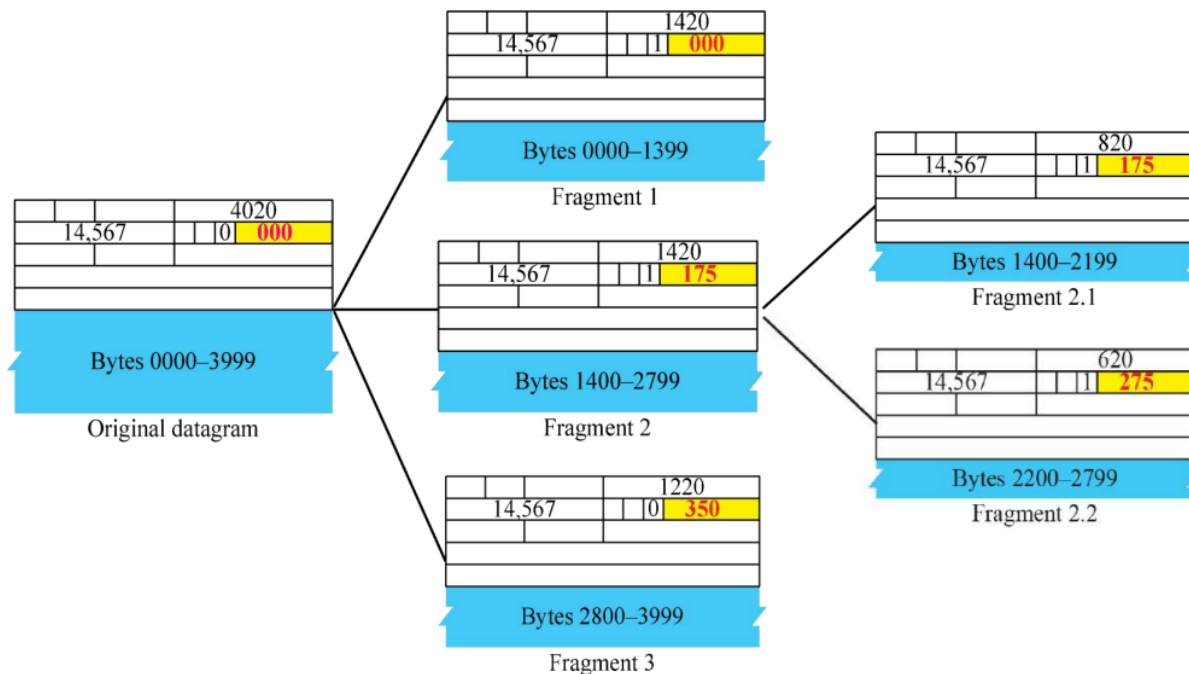 4020
14,567 0 000
Bytes 0000–3999
Original datagram
1420
14,567 1 000
Bytes 0000–1399
Fragment 1
1420
14,567 1 175
Bytes 1400–2799
Fragment 2
1220
14,567 0 350
Bytes 2800–3999
Fragment 3
820
14,567 1 175
Bytes 1400–2199
Fragment 2.1
620
14,567 1 275
Bytes 2200–2799
Fragment 2.2